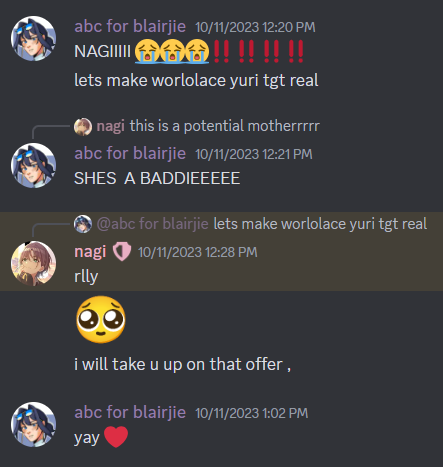 abc for blairjie 10/11/2023 12:20 PM
NAGIIIII 😭😭😭‼️‼️‼️‼️
lets make worlolace yuri tgt real
nagi this is a potential motherrrrr
abc for blairjie 10/11/2023 12:21 PM
SHES A BADDIEEEEE
@abc for blairjie lets make worlolace yuri tgt real
nagi 10/11/2023 12:28 PM
rlly
🥺
i will take u up on that offer ,
abc for blairjie 10/11/2023 1:02 PM
yay ❤️